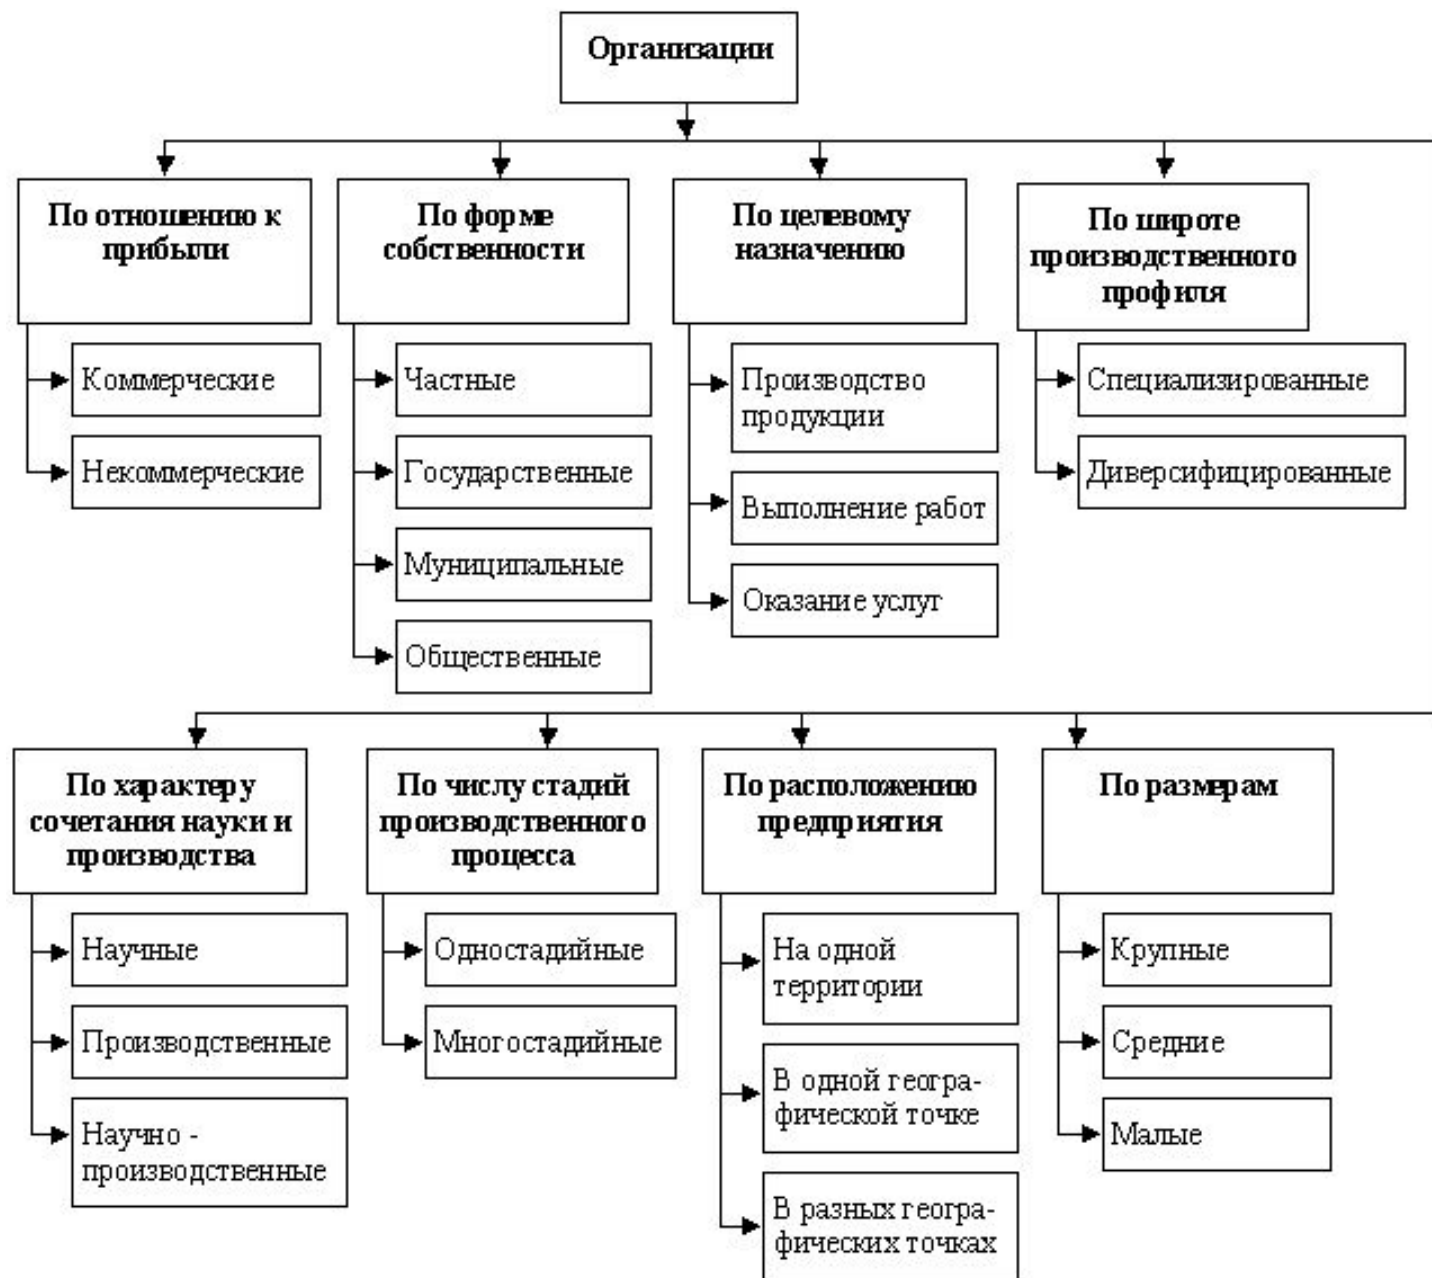 Организации
По отношению к
прибыли
Коммерческие
Некоммерческие
По форме
собственности
Частные
Государственные
Муниципальные
Общественные
По целевому
назначению
Производство
продукции
Выполнение работ
Оказание услуг
По широте
производственного
профиля
Специализированные
Диверсифицированные
По характеру
сочетания науки и
производства
Научные
Производственные
Научно -
производственные
По числу стадий
производственного
процесса
Одностадийные
Многостадийные
По расположению
предприятия
На одной
территории
В одной геогра-
фической точке
В разных геогра-
фических точках
По размерам
Крупные
Средние
Малые